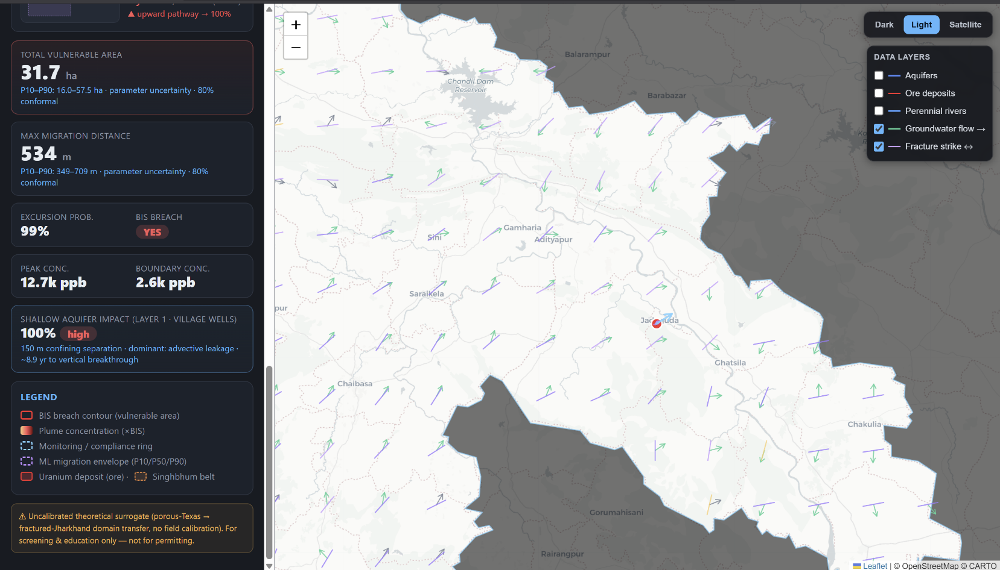 ▲ upward pathway → 100%
TOTAL VULNERABLE AREA
31.7 ha
P10–P90: 16.0–57.5 ha · parameter uncertainty · 80%
conformal
MAX MIGRATION DISTANCE
534 m
P10–P90: 349–709 m · parameter uncertainty · 80%
conformal
EXCURSION PROB.
99%
BIS BREACH
YES
PEAK CONC.
12.7k ppb
BOUNDARY CONC.
2.6k ppb
SHALLOW AQUIFER IMPACT (LAYER 1 · VILLAGE WELLS)
100% high
150 m confining separation · dominant: advective leakage ·
~8.9 yr to vertical breakthrough
LEGEND
BIS breach contour (vulnerable area)
Plume concentration (×BIS)
Monitoring / compliance ring
ML migration envelope (P10/P50/P90)
Uranium deposit (ore) · Singhbhum belt
⚠ Uncalibrated theoretical surrogate (porous-Texas →
fractured-Jharkhand domain transfer, no field calibration). For
screening & education only — not for permitting.
+
−
Balarampur
Chandil Dam
Reservoir
Barabazar
Gamharia
Sini
Adityapur
Saraikela
pur
Ghatsila
Chaibasa
Chakulia
Gorumahisani
Rairangpur
Dark Light Satellite
DATA LAYERS
Aquifers
Ore deposits
Perennial rivers
Groundwater flow →
Fracture strike ⇔
Leaflet | © OpenStreetMap © CARTO